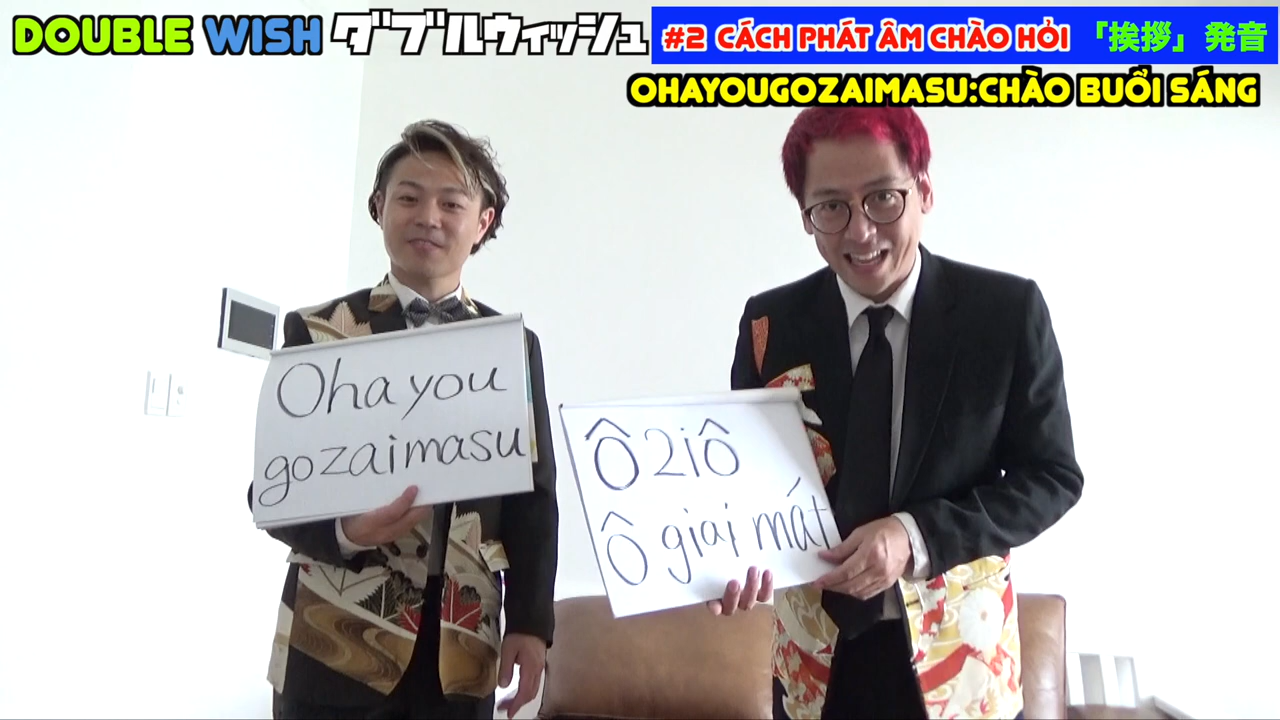 DOUBLE WISH ダブルウィッシュ
#2 CÁCH PHÁT ÂM CHÀO HỎI 「挨拶」発音
OHAYOUGOZAIMASU:CHÀO BUỔI SÁNG
Ohayou
gozaimasu
Ô2iô
Ô giai mát